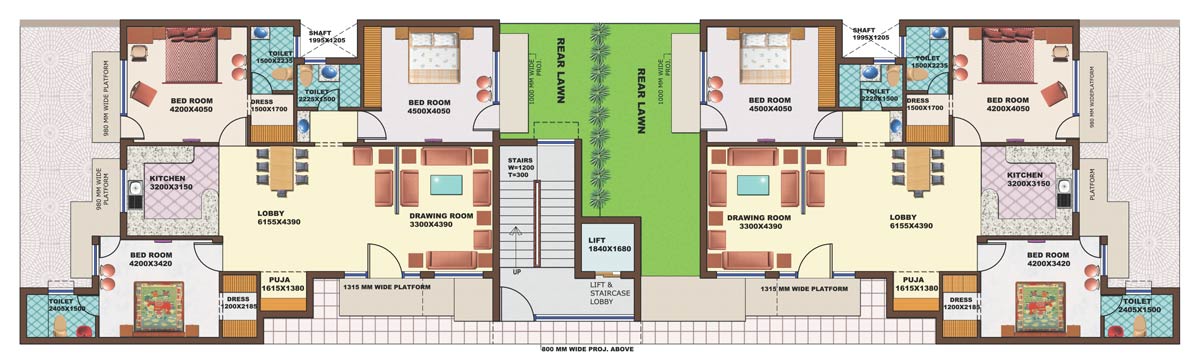 SHAFT
1995X1205
TOILET
1500X2235
980 MM WIDE PLATFORM
BED ROOM
4200X4050
DRESS
1500X1700
TOILET
2225X1500
BED ROOM
4500X4050
1000 MM WIDE
PROJ.
REAR LAWN
REAR LAWN
1000 MM WIDE
PROJ.
BED ROOM
4500X4050
SHAFT
1995X1205
TOILET
2225X1500
TOILET
1500X2235
DRESS
1500X1700
BED ROOM
4200X4050
980 MM WIDEPLATFORM
980 MM WIDE
PLATFORM
KITCHEN
3200X3150
LOBBY
6155X4390
DRAWING ROOM
3300X4390
STAIRS
W=1200
T=300
UP
LIFT
1840X1680
LIFT &
STAIRCASE
LOBBY
DRAWING ROOM
3300X4390
LOBBY
6155X4390
KITCHEN
3200X3150
PLATFORM
BED ROOM
4200X3420
TOILET
2405X1500
DRESS
1200X2185
PUJA
1615X1380
1315 MM WIDE PLATFORM
1315 MM WIDE PLATFORM
PUJA
1615X1380
DRESS
1200X2185
BED ROOM
4200X3420
TOILET
2405X1500
800 MM WIDE PROJ. ABOVE